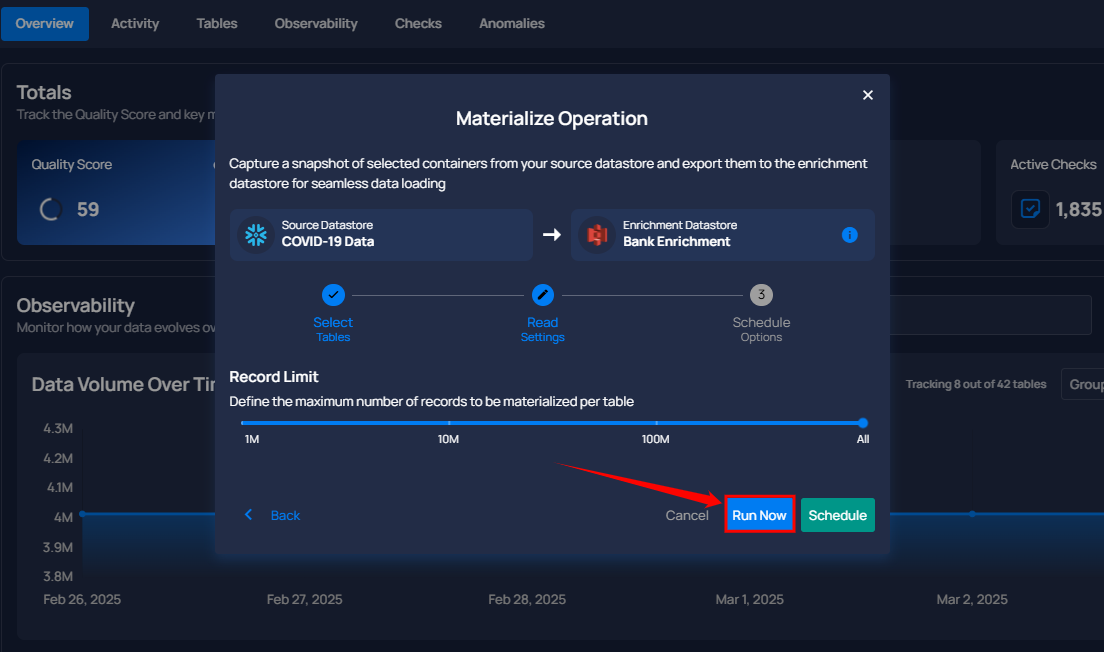 Overview Activity Tables Observability Checks Anomalies
Totals
Track the Quality Score and key
Quality Score
59
Active Checks
1,835
Materialize Operation
Capture a snapshot of selected containers from your source datastore and export them to the enrichment
datastore for seamless data loading
Source Datastore
COVID-19 Data
Enrichment Datastore
Bank Enrichment
Select
Tables
Read
Settings
3
Schedule
Options
Record Limit
Define the maximum number of records to be materialized per table
1M 10M 100M All
Back
Cancel
Run Now
Schedule
Observability
Monitor how your data evolves
Data Volume Over
Tracking 8 out of 42 tables
4.3M
4.2M
4.1M
4M
3.9M
3.8M
Feb 26, 2025 Feb 27, 2025 Feb 28, 2025 Mar 1, 2025 Mar 2, 2025